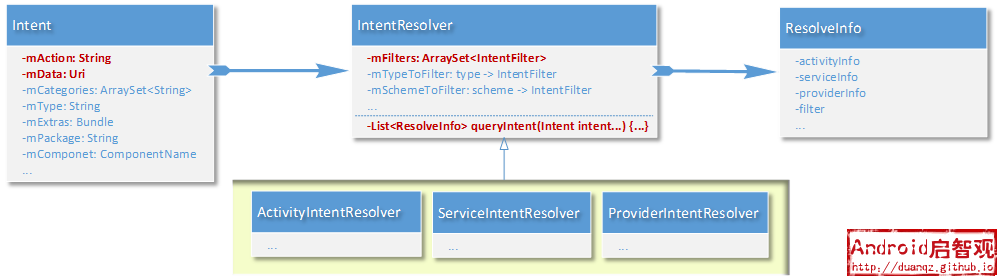 Intent
-mAction: String
-mData: Uri
-mCategories: ArraySet<String>
-mType: String
-mExtras: Bundle
-mPackage: String
-mComponet: ComponentName
...
IntentResolver
-mFilters: ArraySet<IntentFilter>
-mTypeToFilter: type -> IntentFilter
-mSchemeToFilter: scheme -> IntentFilter
...
-List<ResolveInfo> queryIntent(Intent intent...) {...}
ResolveInfo
-activityInfo
-serviceInfo
-providerInfo
-filter
...
ActivityIntentResolver
...
ServiceIntentResolver
...
ProviderIntentResolver
...
Android启智观
http://duanqz.github.io